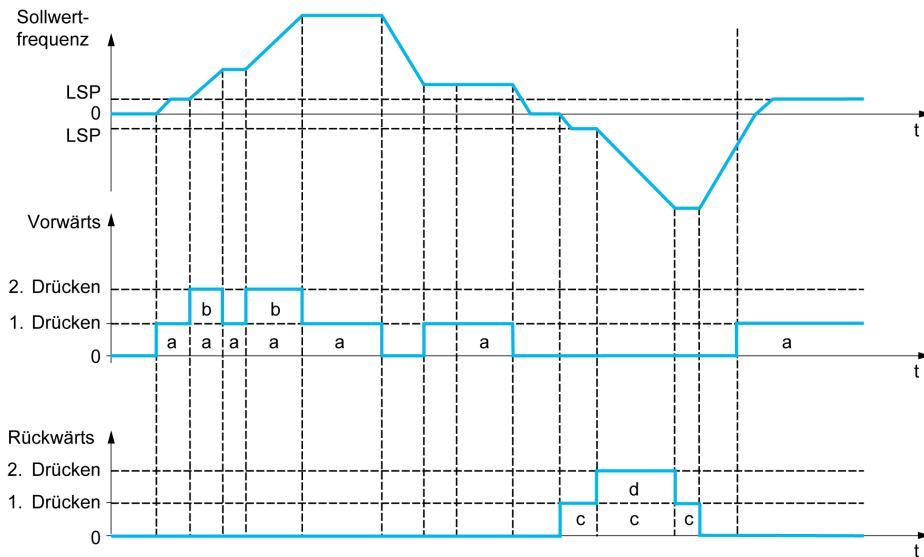 Sollwert-
frequenz
LSP
0
LSP
t
Vorwärts
2. Drücken
b b
1. Drücken
a a a a a a a
0
t
Rückwärts
2. Drücken
d
1. Drücken
c c c
0
t